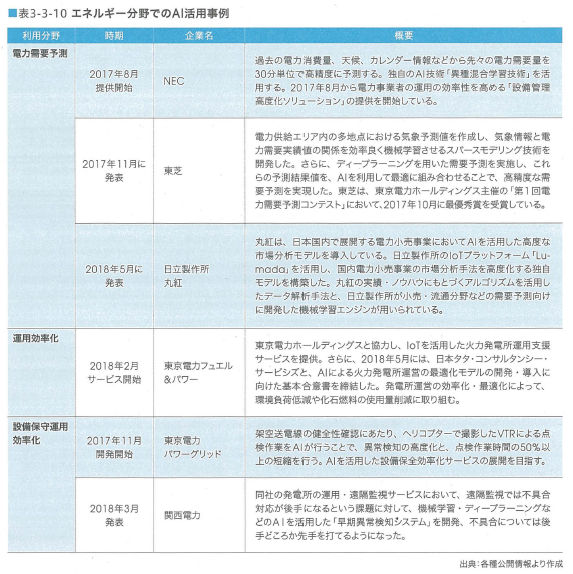 ■表3-3-10 エネルギー分野でのAI活用事例
利用分野 時期 企業名 概要
電力需要予測
2017年8月
提供開始
NEC
過去の電力消費量、天候、カレンダー情報などから先々の電力需要量を
30分単位で高精度に予測する。独自のAI技術「異種混合学習技術」を活
用する。2017年8月から電力事業者の運用の効率性を高める「設備管理
高度化ソリューション」の提供を開始している。
2017年11月に
発表
東芝
電力供給エリア内の多地点における気象予測値を作成し、気象情報と電
力需要実績値の関係を効率良く機械学習させるスパースモデリング技術を
開発した。さらに、ディープラーニングを用いた需要予測を実施し、これ
らの予測結果値を、AIを利用して最適に組み合わせることで、高精度な需
要予測を実現した。東芝は、東京電力ホールディングス主催の「第1回電
力需要予測コンテスト」において、2017年10月に最優秀賞を受賞している。
2018年5月に
発表
日立製作所
丸紅
丸紅は、日本国内で展開する電力小売事業においてAIを活用した高度な
市場分析モデルを導入している。日立製作所のIoTプラットフォーム「Lu-
mada」を活用し、国内電力小売事業の市場分析手法を高度化する独自
モデルを構築した。丸紅の実績・ノウハウにもとづくアルゴリズムを活用し
たデータ解析手法と、日立製作所が小売・流通分野などの需要予測向け
に開発した機械学習エンジンが用いられている。
運用効率化
2018年2月
サービス開始
東京電力フュエル
&パワー
東京電力ホールディングスと協力し、IoTを活用した火力発電所運用支援
サービスを提供。さらに、2018年5月には、日本タタ・コンサルタンシー・
サービシズと、AIによる火力発電所運営の最適化モデルの開発・導入に
向けた基本合意書を締結した。発電所運営の効率化・最適化によって、
環境負荷低減や化石燃料の使用量削減に取り組む。
設備保守運用
効率化
2017年11月
開発開始
東京電力
パワーグリッド
架空送電線の健全性確認にあたり、ヘリコプターで撮影したVTRによる点
検作業をAIが行うことで、異常検知の高度化と、点検作業時間の50%以
上の短縮を行う。AIを活用した設備保全効率化サービスの展開を目指す。
2018年3月に
発表
関西電力
同社の発電所の運用・遠隔監視サービスにおいて、遠隔監視では不具合
対応が後手になるという課題に対して、機械学習・ディープラーニングな
どのAIを活用した「早期異常検知システム」を開発、不具合については後
手どころか先手を打てるようになった。
出典:各種公開情報より作成